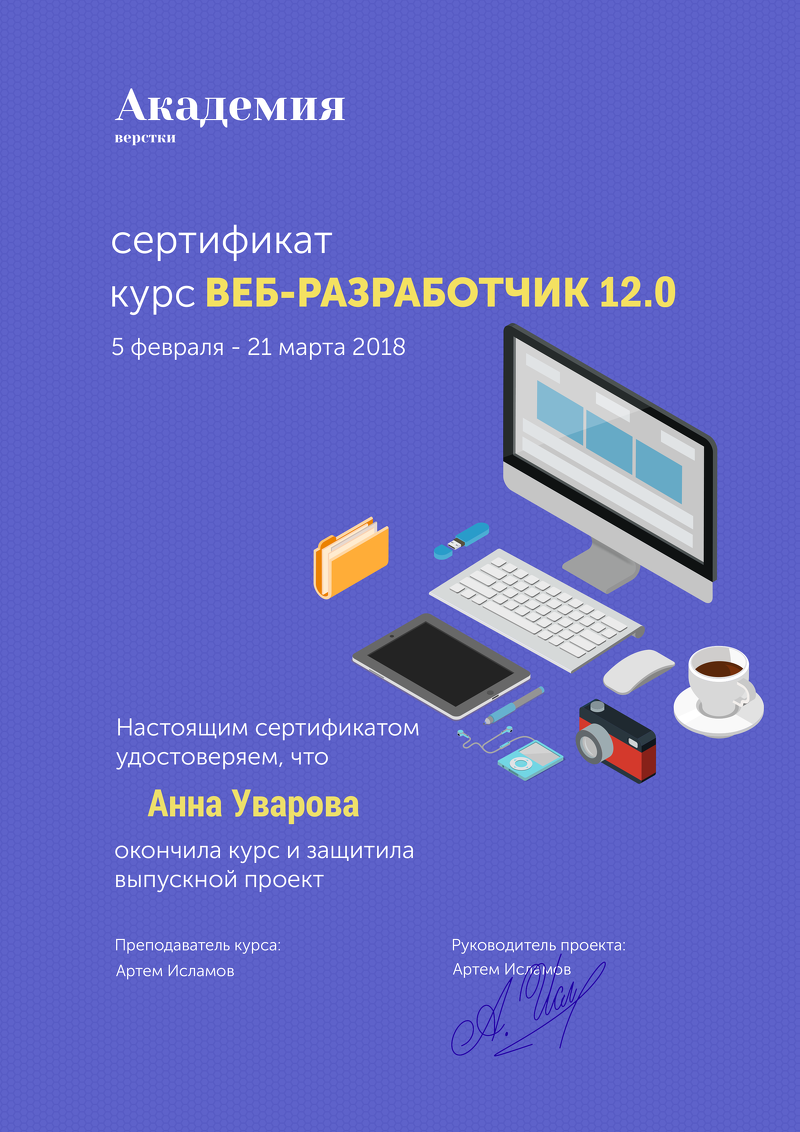 Академия
верстки
сертификат
курс ВЕБ-РАЗРАБОТЧИК 12.0
5 февраля - 21 марта 2018
Настоящим сертификатом
удостоверяем, что
Анна Уварова
окончила курс и защитила
выпускной проект
Преподаватель курса:
Артем Исламов
Руководитель проекта:
Артем Исламов